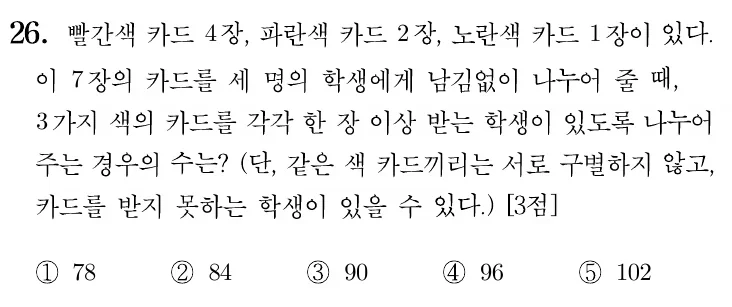 26. 빨간색 카드 4장, 파란색 카드 2장, 노란색 카드 1장이 있다.
이 7장의 카드를 세 명의 학생에게 남김없이 나누어 줄 때,
3가지 색의 카드를 각각 한 장 이상 받는 학생이 있도록 나누어
주는 경우의 수는? (단, 같은 색 카드끼리는 서로 구별하지 않고,
카드를 받지 못하는 학생이 있을 수 있다.) [3점]
① 78 ② 84 ③ 90 ④ 96 ⑤ 102